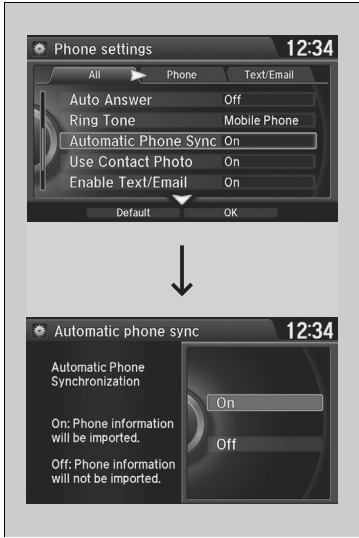 Phone settings 12:34
All Phone Text/Email
Auto Answer Off
Ring Tone Mobile Phone
Automatic Phone Sync On
Use Contact Photo On
Enable Text/Email On
Default OK
Automatic phone sync 12:34
Automatic Phone
Synchronization
On: Phone information
will be imported.
Off: Phone information
will not be imported.
On
Off